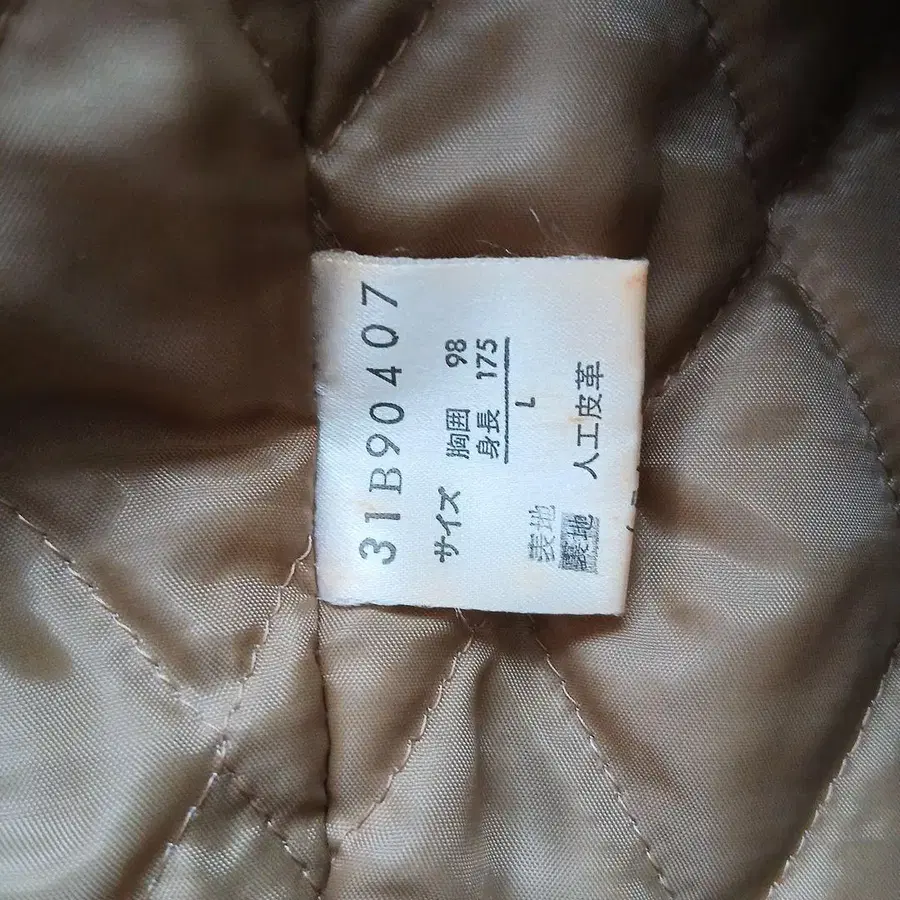 31B90407
サイズ 胸囲 98
身長 175
L
表地
裏地 人工皮革